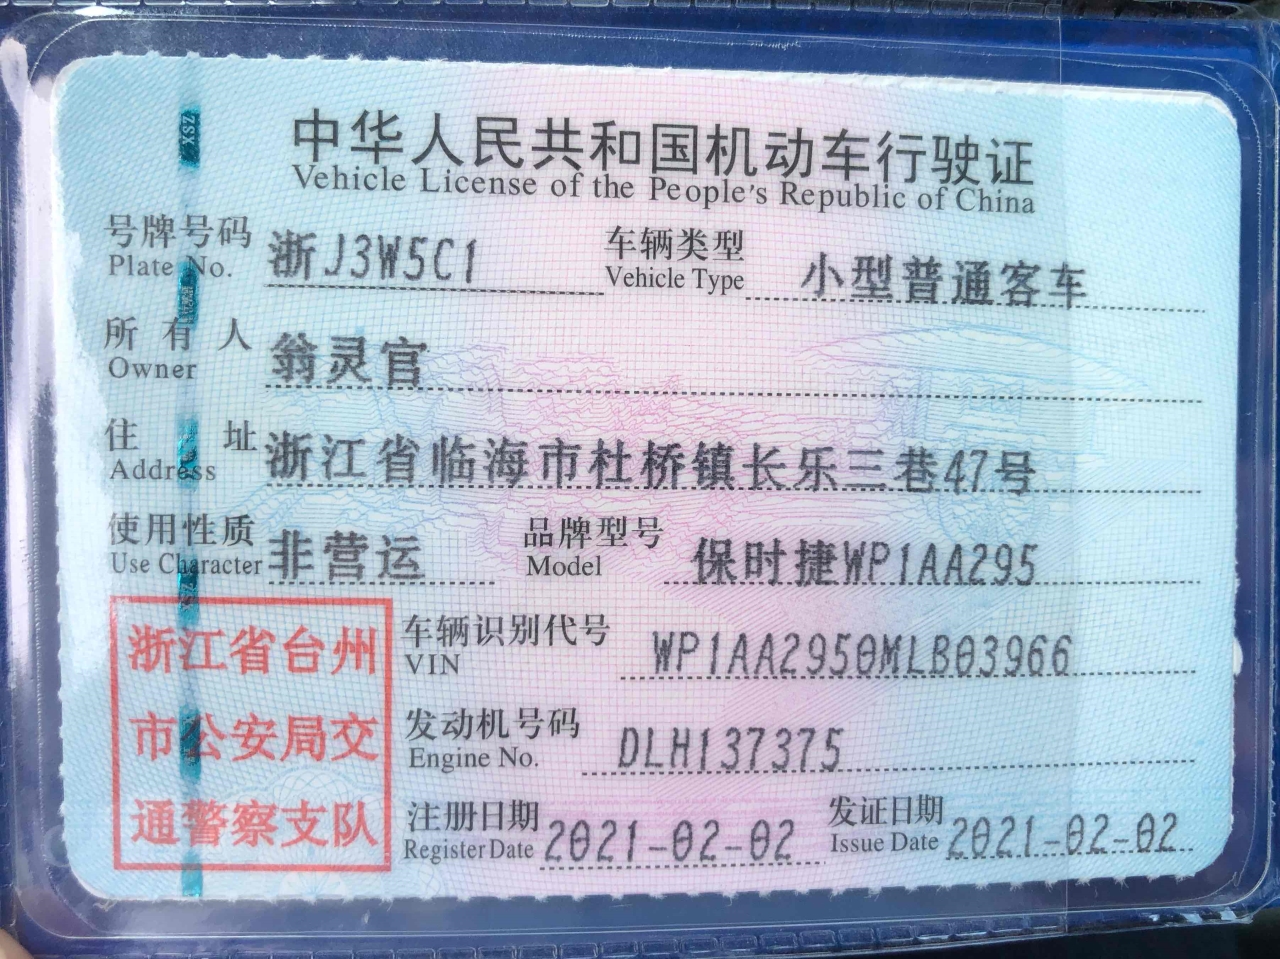 中华人民共和国机动车行驶证
Vehicle License of the People's Republic of China
号牌号码 浙J3W5C1 车辆类型 小型普通客车
Plate No. Vehicle Type
所有人 翁灵官
Owner
住址 浙江省临海市杜桥镇长乐三巷47号
Address
使用性质 非营运 品牌型号 保时捷WP1AA295
Use Character Model
浙江省台州
市公安局交
通警察支队
车辆识别代号 WP1AA2950MLB03966
VIN
发动机号码 DLH137375
Engine No.
注册日期 2021-02-02 发证日期 2021-02-02
Register Date Issue Date
XSZ